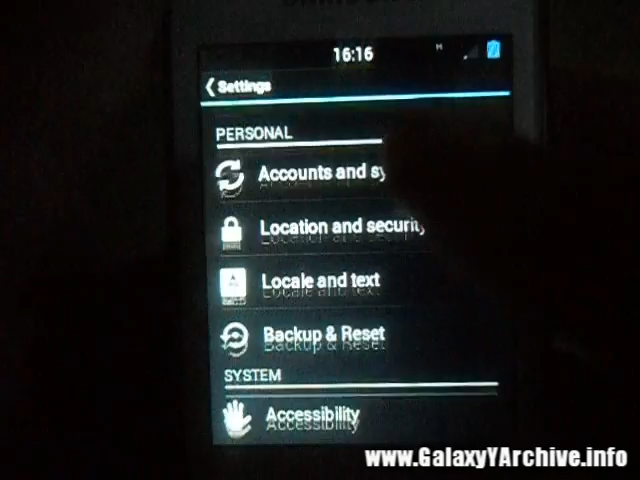 16:16
Settings
PERSONAL
Accounts and sy
Location and security
Locale and text
Backup & Reset
SYSTEM
Accessibility
www.GalaxyYArchive.info